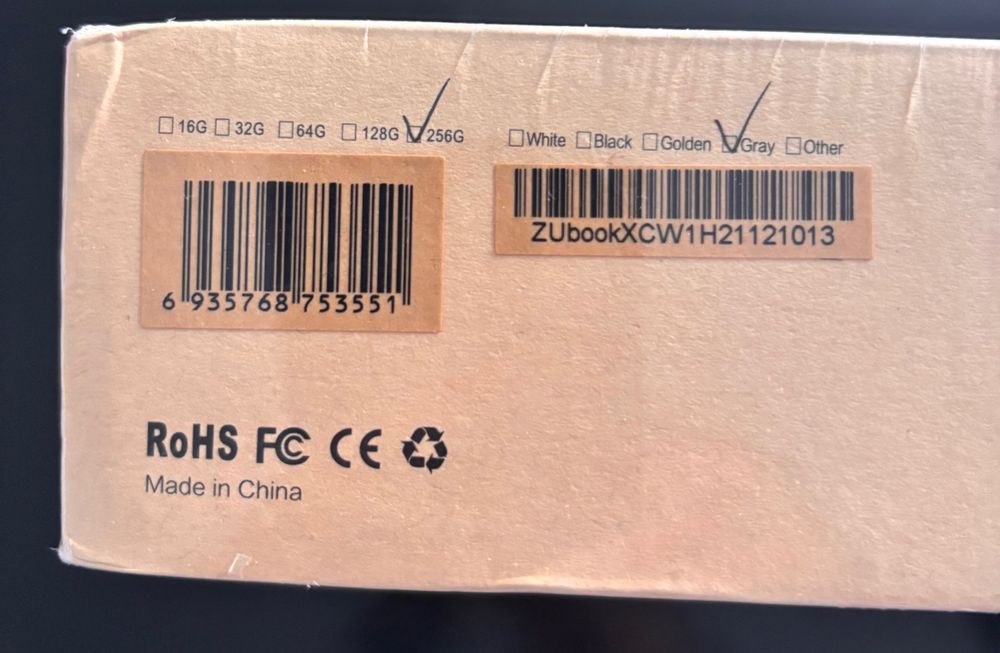 ☐16G ☐32G ☐64G ☐128G ☑256G
☐White ☐Black ☐Golden ☑Gray ☐Other
6 935768 753551
ZUbookXCW1H21121013
RoHS FC CE
Made in China